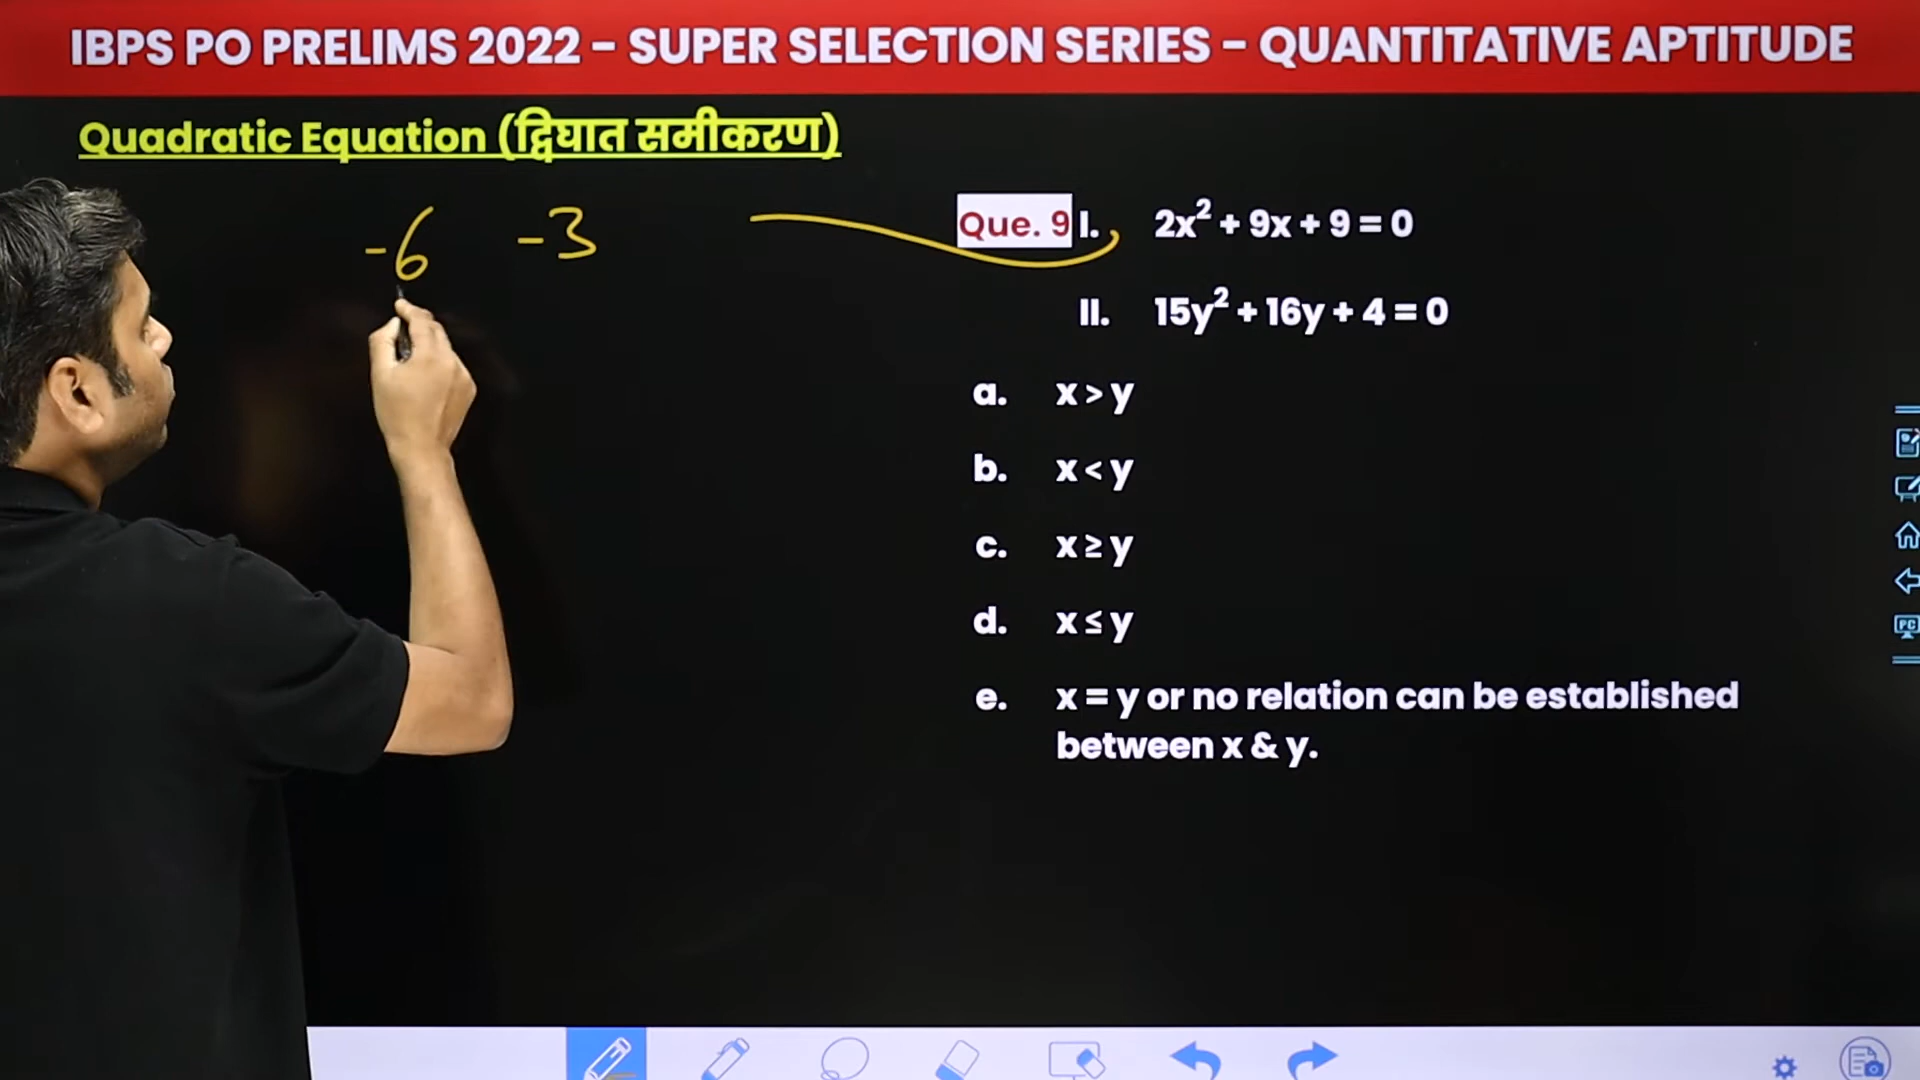 IBPS PO PRELIMS 2022 - SUPER SELECTION SERIES - QUANTITATIVE APTITUDE
Quadratic Equation (द्विघात समीकरण)
-6 -3
Que. 9 I. 2x² + 9x + 9 = 0
II. 15y² + 16y + 4 = 0
a. x > y
b. x < y
c. x ≥ y
d. x ≤ y
e. x = y or no relation can be established
between x & y.
PC